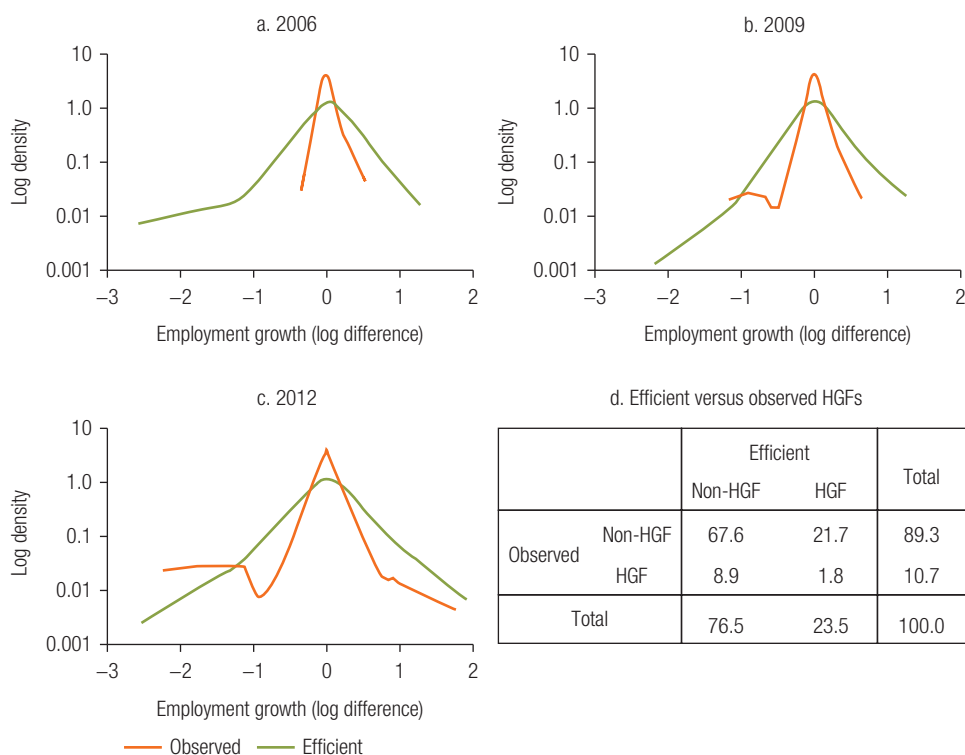 a. 2006
Log density
10
1.0
0.1
0.01
0.001
−3 −2 −1 0 1 2
Employment growth (log difference)
b. 2009
Log density
10
1.0
0.1
0.01
0.001
−3 −2 −1 0 1 2
Employment growth (log difference)
c. 2012
Log density
10
1.0
0.1
0.01
0.001
−3 −2 −1 0 1 2
Employment growth (log difference)
Observed Efficient
d. Efficient versus observed HGFs
Efficient
Total
Non-HGF HGF
Observed
Non-HGF 67.6 21.7 89.3
HGF 8.9 1.8 10.7
Total 76.5 23.5 100.0